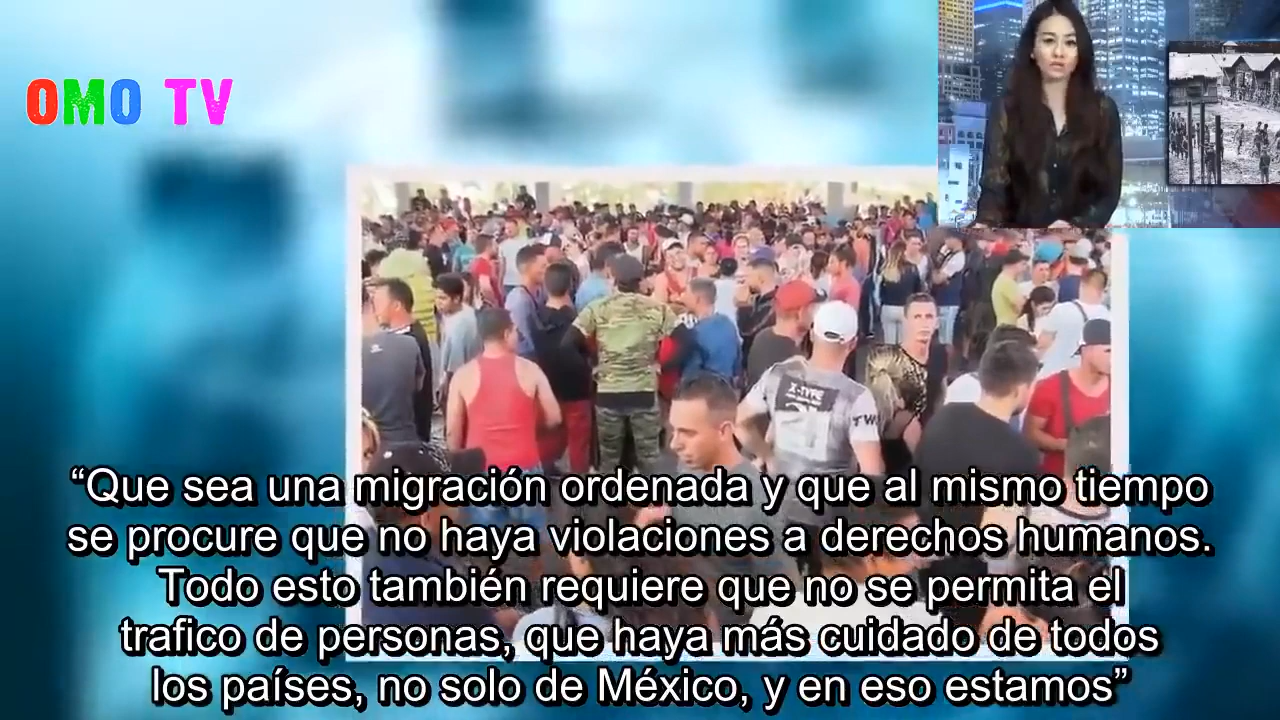 OMO TV
X-TYPE
“Que sea una migración ordenada y que al mismo tiempo
se procure que no haya violaciones a derechos humanos.
Todo esto también requiere que no se permita el
trafico de personas, que haya más cuidado de todos
los países, no solo de México, y en eso estamos”